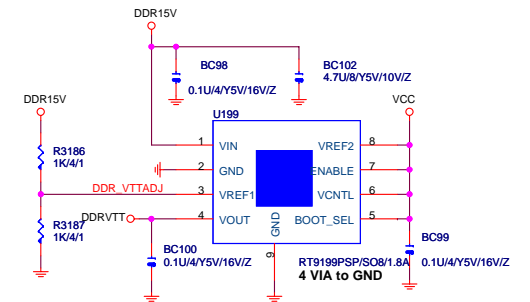 DDR15V
BC98
0.1U/4/Y5V/16V/Z
BC102
4.7U/8/Y5V/10V/Z
DDR15V
VCC
U199
R3186
1K/4/1
1 VIN VREF2 8
2 GND ENABLE 7
DDR_VTTADJ 3 VREF1 VCNTL 6
R3187
1K/4/1
DDRVTT 4 VOUT BOOT_SEL 5
GND
9
BC100
0.1U/4/Y5V/16V/Z
BC99
0.1U/4/Y5V/16V/Z
RT9199PSP/SO8/1.8A
4 VIA to GND